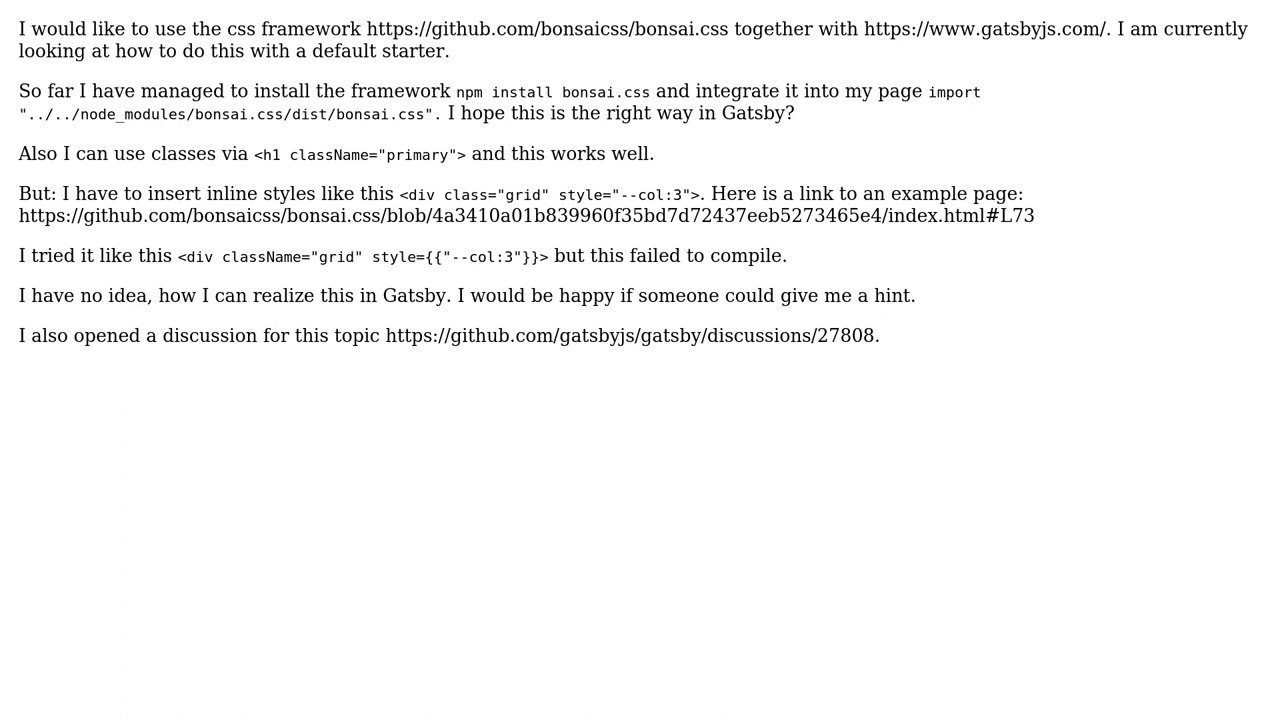 I would like to use the css framework https://github.com/bonsaicss/bonsai.css together with https://www.gatsbyjs.com/. I am currently
looking at how to do this with a default starter.
So far I have managed to install the framework npm install bonsai.css and integrate it into my page import
"../../node_modules/bonsai.css/dist/bonsai.css". I hope this is the right way in Gatsby?
Also I can use classes via <h1 className="primary"> and this works well.
But: I have to insert inline styles like this <div class="grid" style="--col:3">. Here is a link to an example page:
https://github.com/bonsaicss/bonsai.css/blob/4a3410a01b839960f35bd7d72437eeb5273465e4/index.html#L73
I tried it like this <div className="grid" style={{"--col:3"}}> but this failed to compile.
I have no idea, how I can realize this in Gatsby. I would be happy if someone could give me a hint.
I also opened a discussion for this topic https://github.com/gatsbyjs/gatsby/discussions/27808.